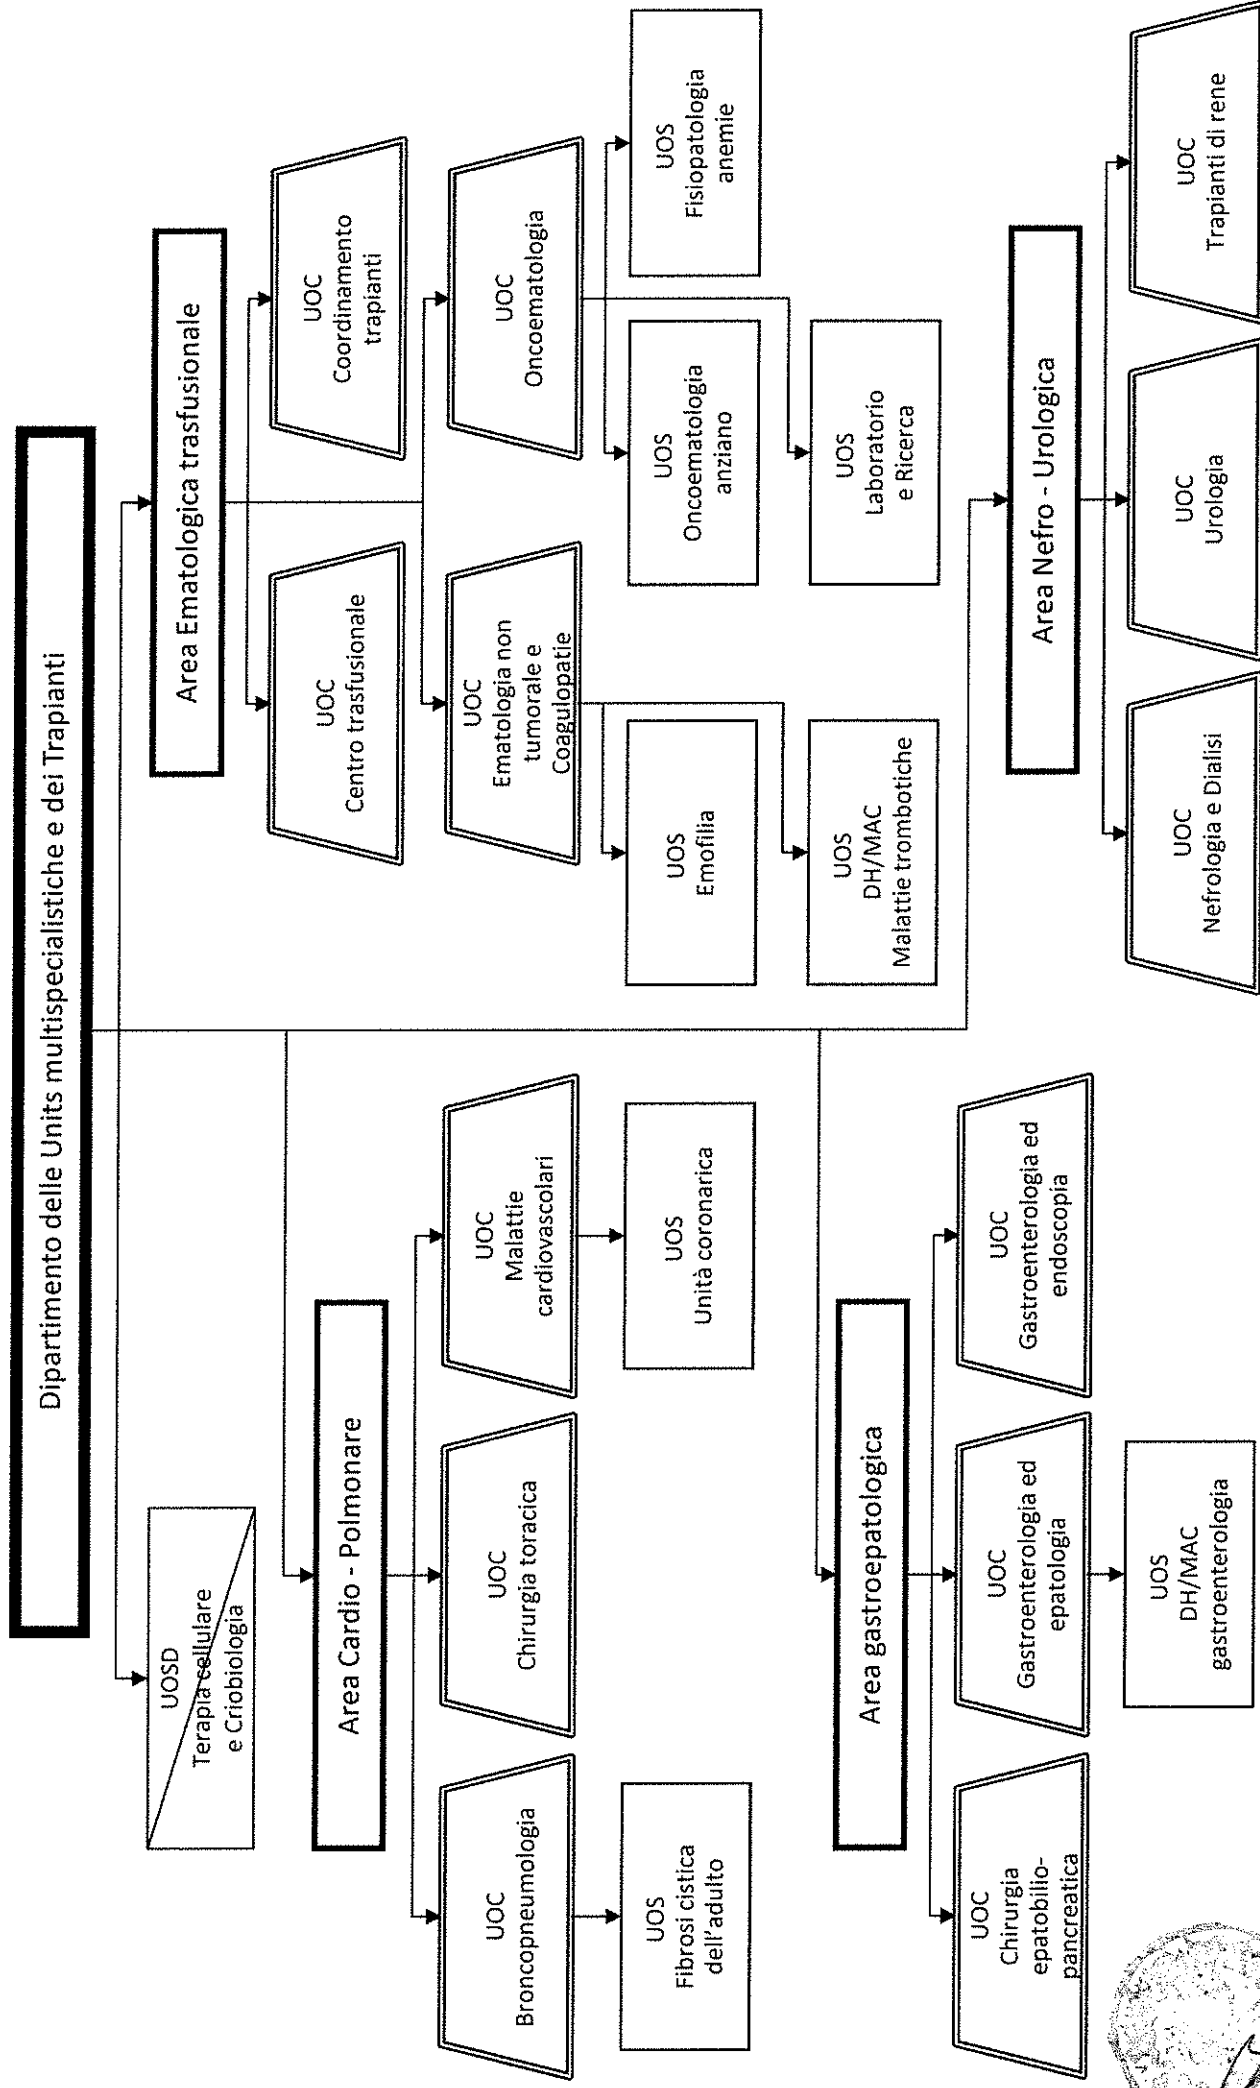 Dipartimento delle Units multispecialistiche e dei Trapianti
UOSD
Terapia cellulare
e Criobiologia
Area Ematologica trasfusionale
UOC
Centro trasfusionale
UOC
Coordinamento
trapianti
UOC
Ematologia non
tumorale e
Coagulopatie
UOC
Oncoematologia
UOS
Emofilia
UOS
Oncoematologia
anziano
UOS
Fisiopatologia
anemie
UOS
DH/MAC
Malattie trombotiche
UOS
Laboratorio
e Ricerca
Area Cardio - Polmonare
UOC
Broncopneumologia
UOC
Chirurgia toracica
UOC
Malattie
cardiovascolari
UOS
Fibrosi cistica
dell'adulto
UOS
Unità coronarica
Area gastroepatologica
UOC
Chirurgia
epatobilio-
pancreatica
UOC
Gastroenterologia ed
epatologia
UOC
Gastroenterologia ed
endoscopia
UOS
DH/MAC
gastroenterologia
Area Nefro - Urologica
UOC
Nefrologia e Dialisi
UOC
Urologia
UOC
Trapianti di rene